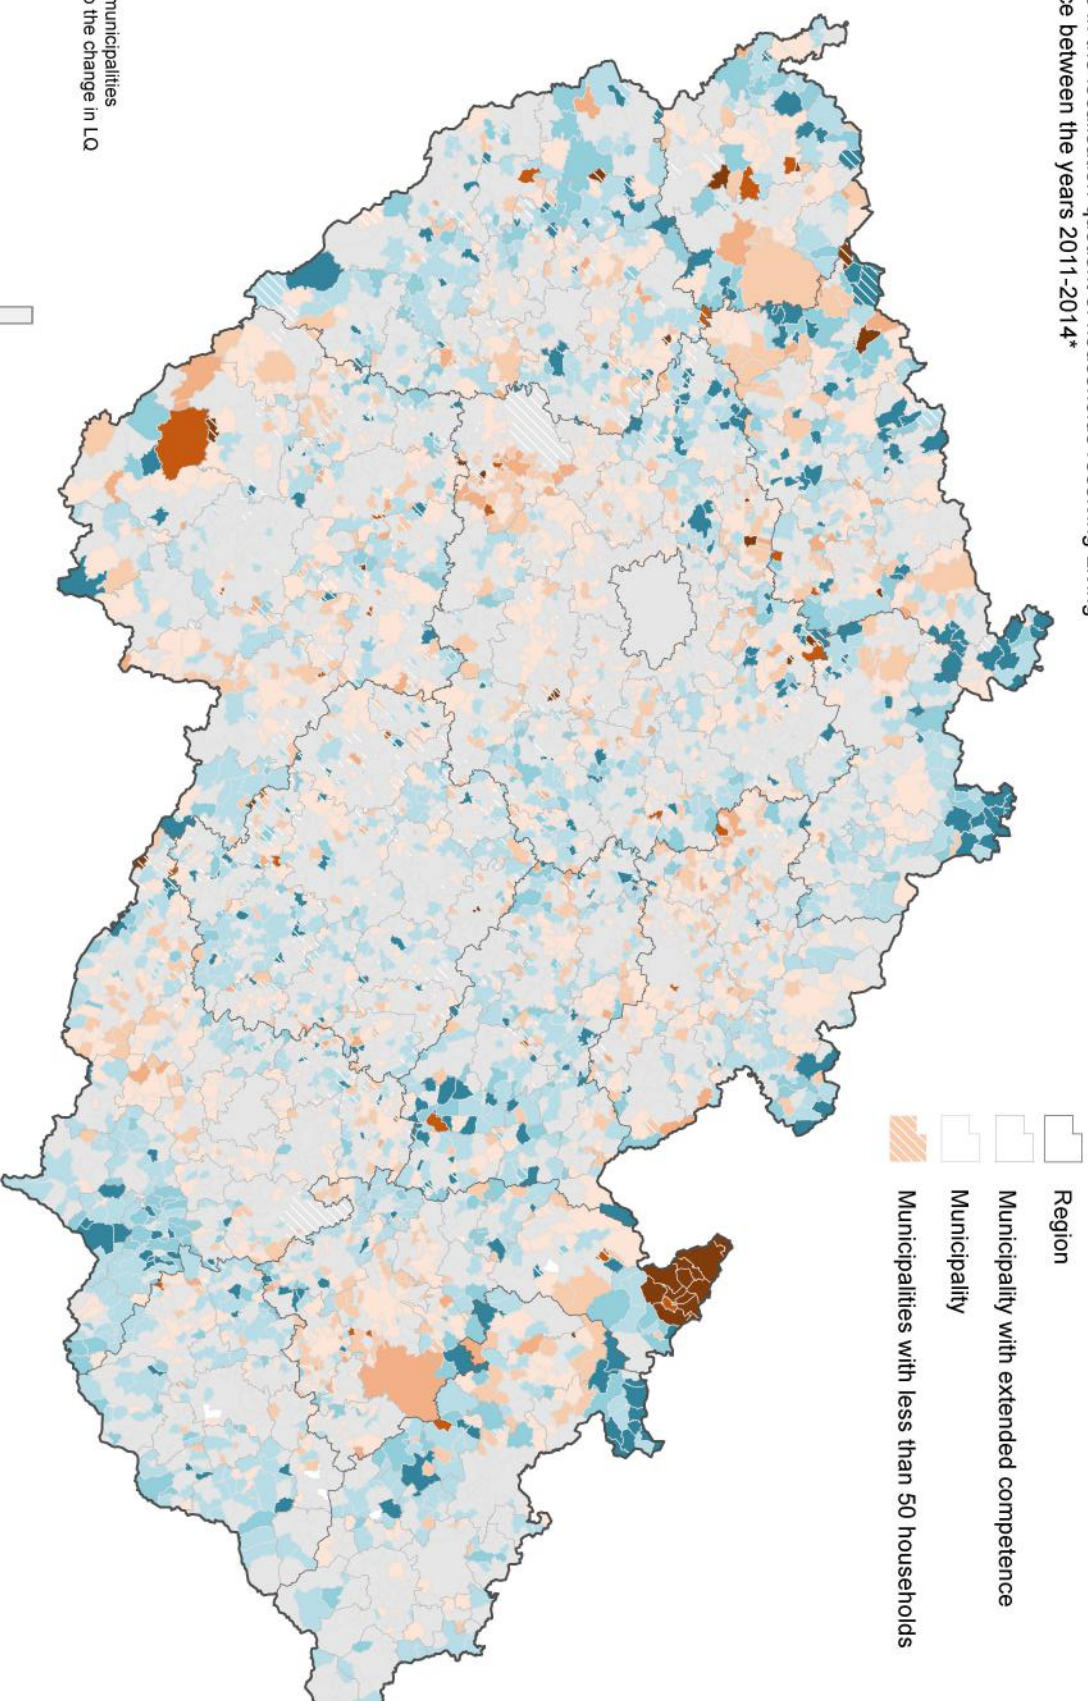 ce between the years 2011-2014*
Region
Municipality with extended competence
Municipality
Municipalities with less than 50 households
municipalities
the change in LQ